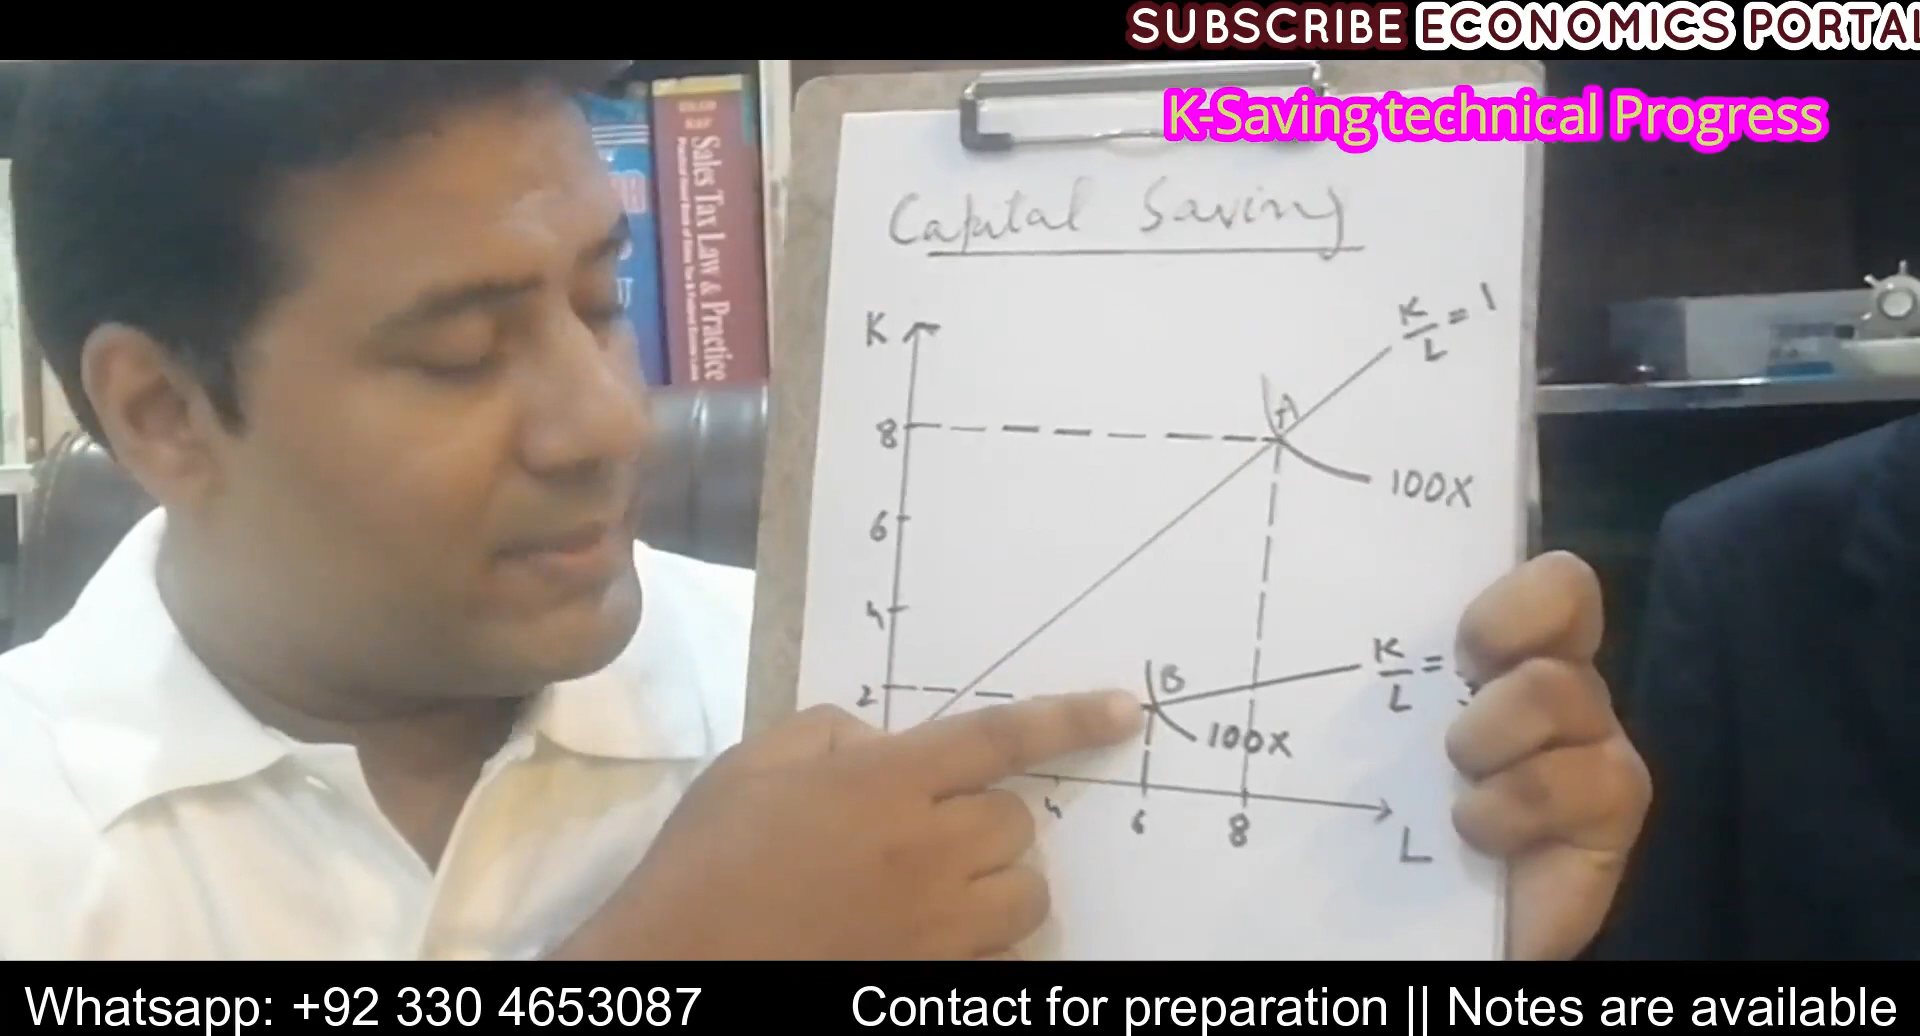 SUBSCRIBE ECONOMICS PORTAL
K-Saving technical Progress
Sales Tax Law & Practice
Capital Saving
K
K/L = 1
8
A
100X
6
4
2
B
K/L =
100X
4
6
8
L
Whatsapp: +92 330 4653087
Contact for preparation || Notes are available